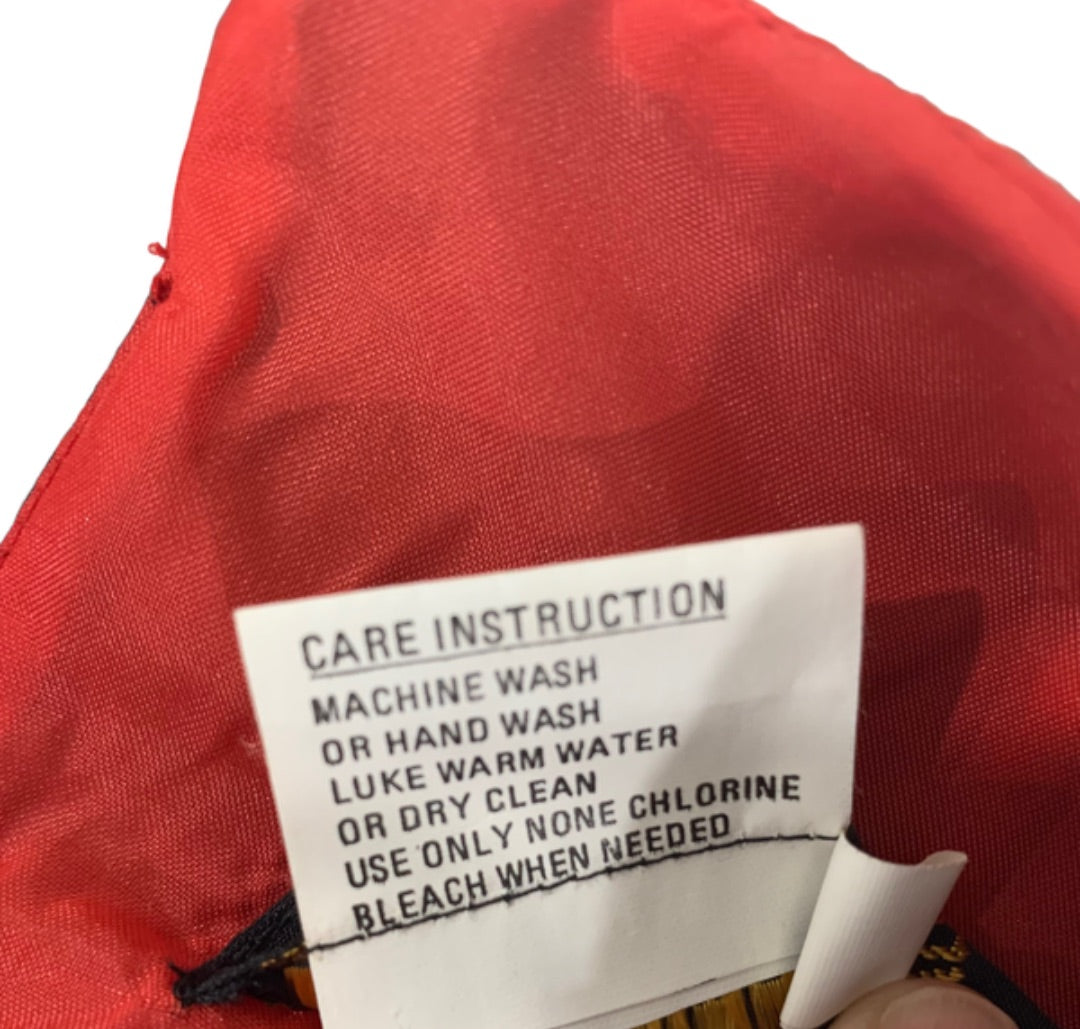 CARE INSTRUCTION
MACHINE WASH
OR HAND WASH
LUKE WARM WATER
OR DRY CLEAN
USE ONLY NONE CHLORINE
BLEACH WHEN NEEDED